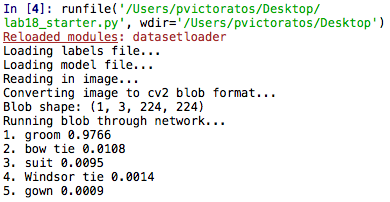 In [4]: runfile('/Users/pvictoratos/Desktop/
lab18_starter.py', wdir='/Users/pvictoratos/Desktop')
Reloaded modules: datasetloader
Loading labels file...
Loading model file...
Reading in image...
Converting image to cv2 blob format...
Blob shape: (1, 3, 224, 224)
Running blob through network...
1. groom 0.9766
2. bow tie 0.0108
3. suit 0.0095
4. Windsor tie 0.0014
5. gown 0.0009